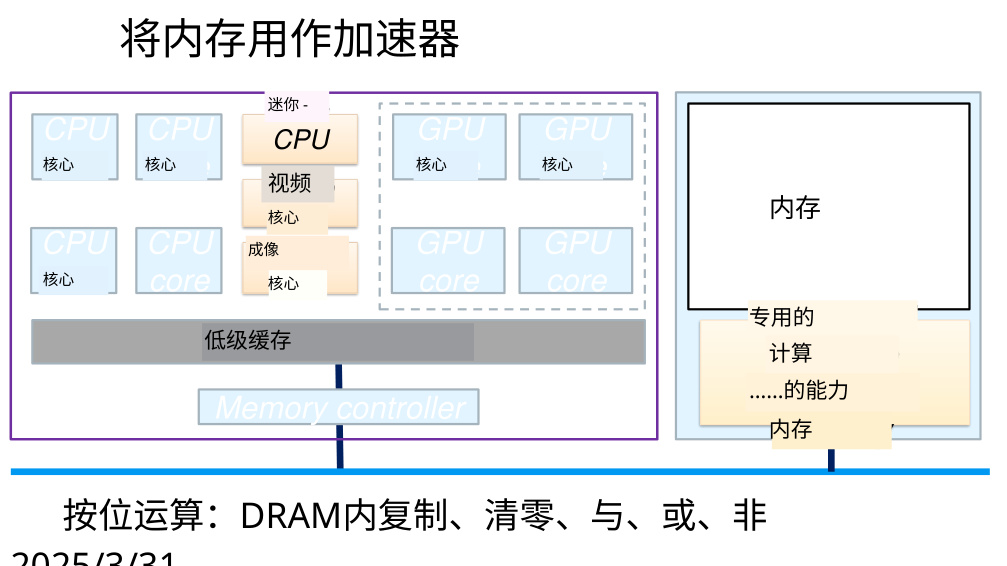 将内存用作加速器
迷你 -
CPU
核心
CPU
核心
CPU
GPU
核心
GPU
核心
视频
核心
CPU
核心
CPU
core
成像
核心
GPU
core
GPU
core
低级缓存
Memory controller
内存
专用的
计算
......的能力
内存
按位运算：DRAM内复制、清零、与、或、非
2025/3/31